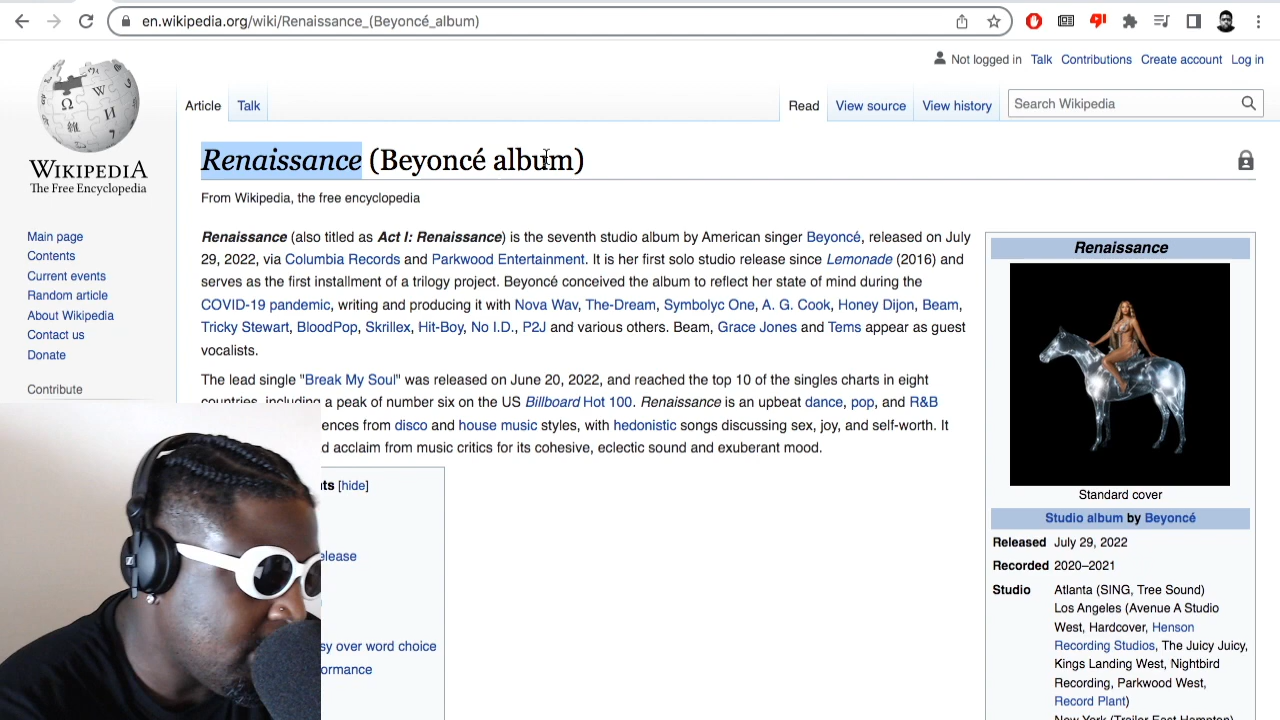 en.wikipedia.org/wiki/Renaissance_(Beyoncé_album)
Not logged in Talk Contributions Create account Log in
Article Talk Read View source View history Search Wikipedia
WIKIPEDIA
The Free Encyclopedia
Renaissance (Beyoncé album)
From Wikipedia, the free encyclopedia
Main page
Contents
Current events
Random article
About Wikipedia
Contact us
Donate
Contribute
Renaissance (also titled as Act I: Renaissance) is the seventh studio album by American singer Beyoncé, released on July
29, 2022, via Columbia Records and Parkwood Entertainment. It is her first solo studio release since Lemonade (2016) and
serves as the first installment of a trilogy project. Beyoncé conceived the album to reflect her state of mind during the
COVID-19 pandemic, writing and producing it with Nova Wav, The-Dream, Symbolyc One, A. G. Cook, Honey Dijon, Beam,
Tricky Stewart, BloodPop, Skrillex, Hit-Boy, No I.D., P2J and various others. Beam, Grace Jones and Tems appear as guest
vocalists.
The lead single "Break My Soul" was released on June 20, 2022, and reached the top 10 of the singles charts in eight
countries, including a peak of number six on the US Billboard Hot 100. Renaissance is an upbeat dance, pop, and R&B
ences from disco and house music styles, with hedonistic songs discussing sex, joy, and self-worth. It
d acclaim from music critics for its cohesive, eclectic sound and exuberant mood.
nts [hide]
elease
sy over word choice
ormance
Renaissance
Standard cover
Studio album by Beyoncé
Released July 29, 2022
Recorded 2020–2021
Studio Atlanta (SING, Tree Sound)
Los Angeles (Avenue A Studio
West, Hardcover, Henson
Recording Studios, The Juicy Juicy,
Kings Landing West, Nightbird
Recording, Parkwood West,
Record Plant)
New York (Trailer East Hampton)